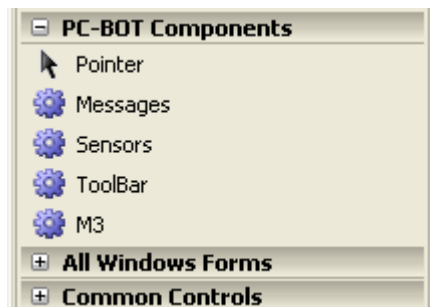 PC-BOT Components
Pointer
Messages
Sensors
ToolBar
M3
All Windows Forms
Common Controls